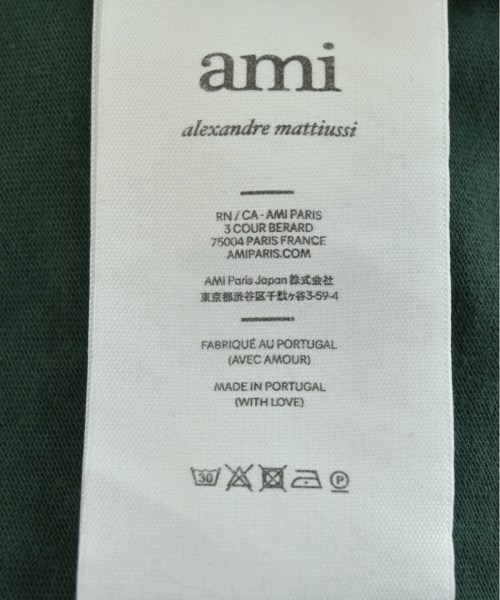 ami
alexandre mattiussi
RN / CA - AMI PARIS
3 COUR BERARD
75004 PARIS FRANCE
AMIPARIS.COM
AMI Paris Japan 株式会社
東京都渋谷区千駄ヶ谷3-59-4
FABRIQUÉ AU PORTUGAL
(AVEC AMOUR)
MADE IN PORTUGAL
(WITH LOVE)
30 P